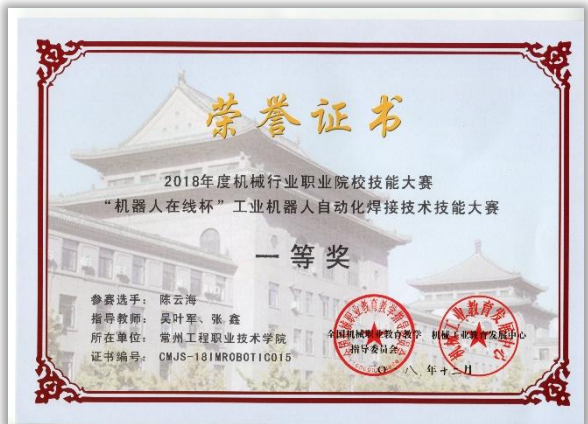 荣誉证书
2018年度机械行业职业院校技能大赛
“机器人在线杯”工业机器人自动化焊接技术技能大赛
一等奖
参赛选手: 陈云海
指导教师: 吴叶军、张鑫
所在单位: 常州工程职业技术学院
证书编号: CMJS-18IMROBOTIC015
全国机械职业教育教学 机械工业教育发展中心
指导委员会
八年十二月